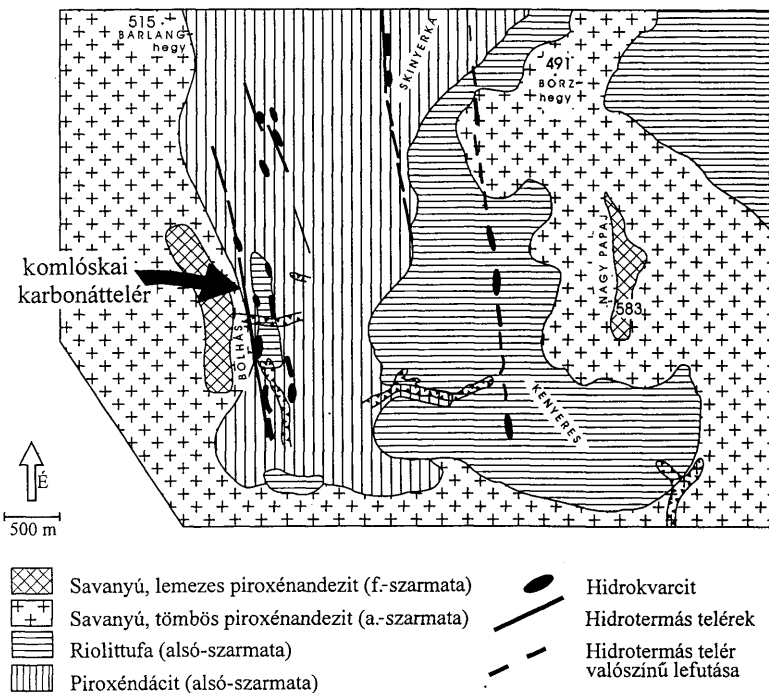 515
BARLANG
hegy
SKINYERKA
491
BORZ
hegy
NAGY PAPAJ
583
komlóskai
karbonáttelér
BOLHÁS
KENYERES
É
500 m
Savanyú, lemezes piroxénandezit (f.-szarmata)
Savanyú, tömbös piroxénandezit (a.-szarmata)
Riolittufa (alsó-szarmata)
Piroxéndácit (alsó-szarmata)
Hidrokvarcit
Hidrotermás telérek
Hidrotermás telér
valószínű lefutása